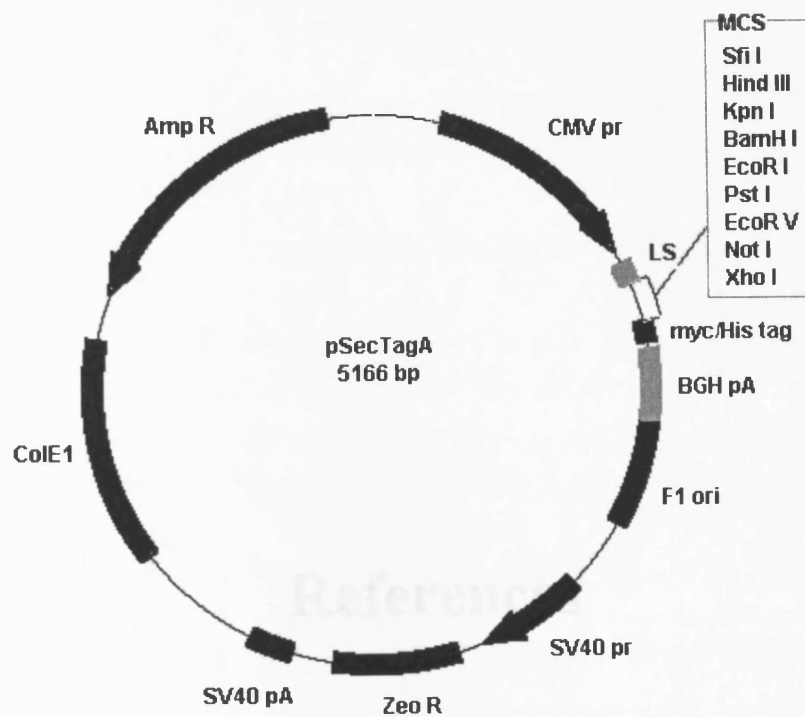 MCS
Sfi I
Hind III
Kpn I
BamH I
EcoR I
Pst I
EcoR V
Not I
Xho I
Amp R
CMV pr
LS
myc/His tag
pSecTagA
5166 bp
BGH pA
ColE1
F1 ori
References
SV40 pr
SV40 pA
Zeo R